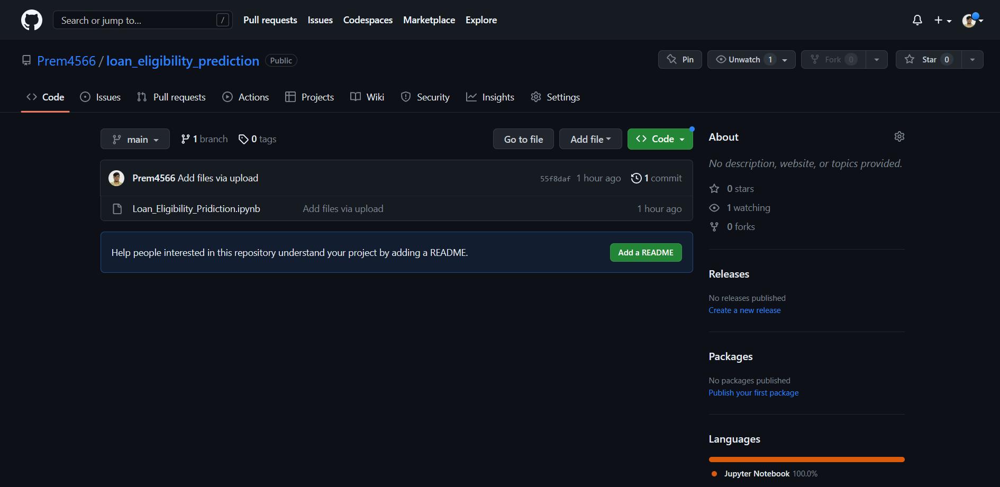 Search or jump to... / Pull requests Issues Codespaces Marketplace Explore
Prem4566 / loan_eligibility_prediction Public Pin Unwatch 1 Fork 0 Star 0
Code Issues Pull requests Actions Projects Wiki Security Insights Settings
main 1 branch 0 tags Go to file Add file Code
Prem4566 Add files via upload 55f8daf 1 hour ago 1 commit
Loan_Eligibility_Pridiction.ipynb Add files via upload 1 hour ago
Help people interested in this repository understand your project by adding a README. Add a README
About
No description, website, or topics provided.
0 stars
1 watching
0 forks
Releases
No releases published
Create a new release
Packages
No packages published
Publish your first package
Languages
Jupyter Notebook 100.0%